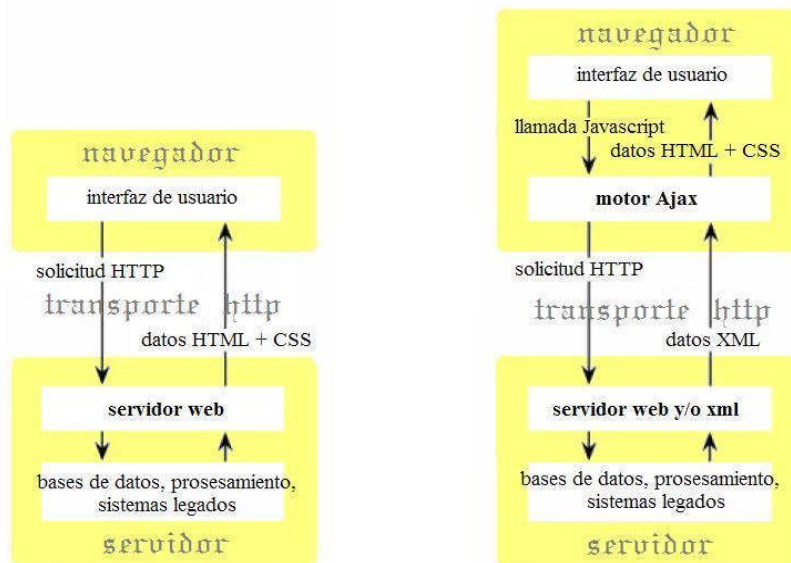 navegador
interfaz de usuario
solicitud HTTP
transporte http
datos HTML + CSS
servidor web
bases de datos, prosesamiento,
sistemas legados
servidor
navegador
interfaz de usuario
llamada Javascript
datos HTML + CSS
motor Ajax
solicitud HTTP
transporte http
datos XML
servidor web y/o xml
bases de datos, prosesamiento,
sistemas legados
servidor